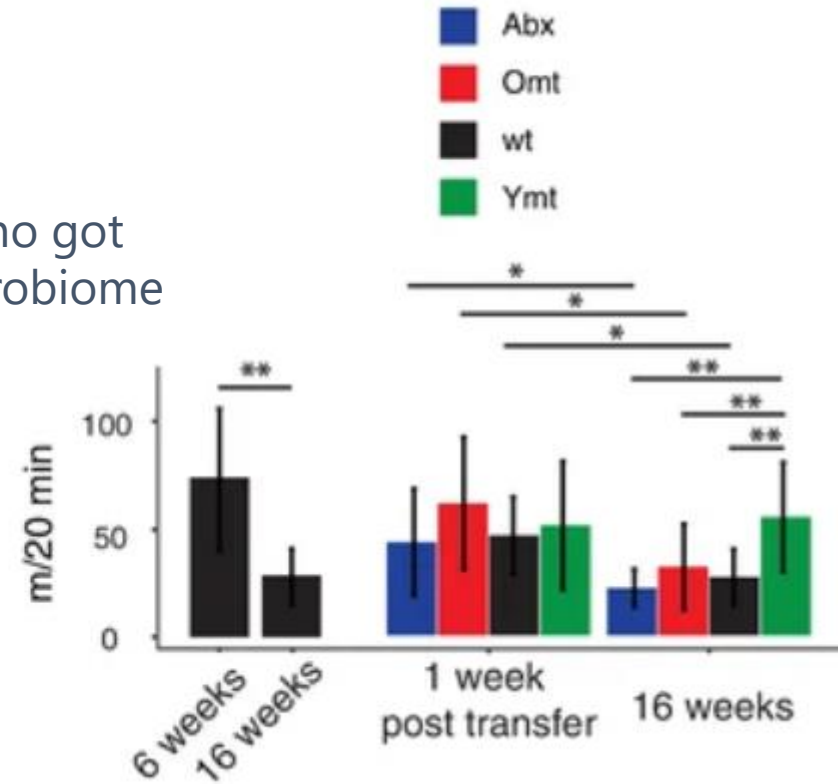 Abx
Omt
wt
Ymt
no got
robiome
*
*
*
**
**
**
**
100
50
0
m/20 min
6 weeks
16 weeks
1 week
post transfer
16 weeks